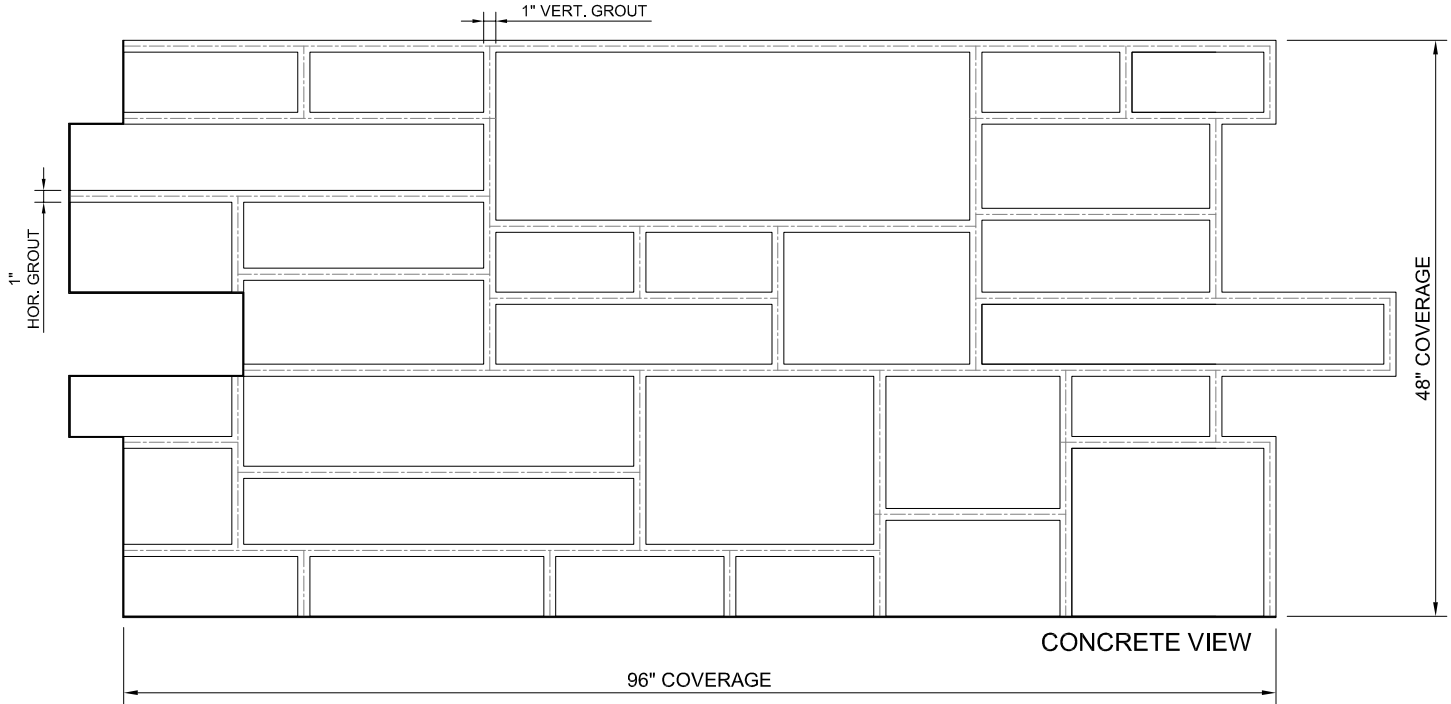 1" VERT. GROUT
1"
HOR. GROUT
48" COVERAGE
CONCRETE VIEW
96" COVERAGE